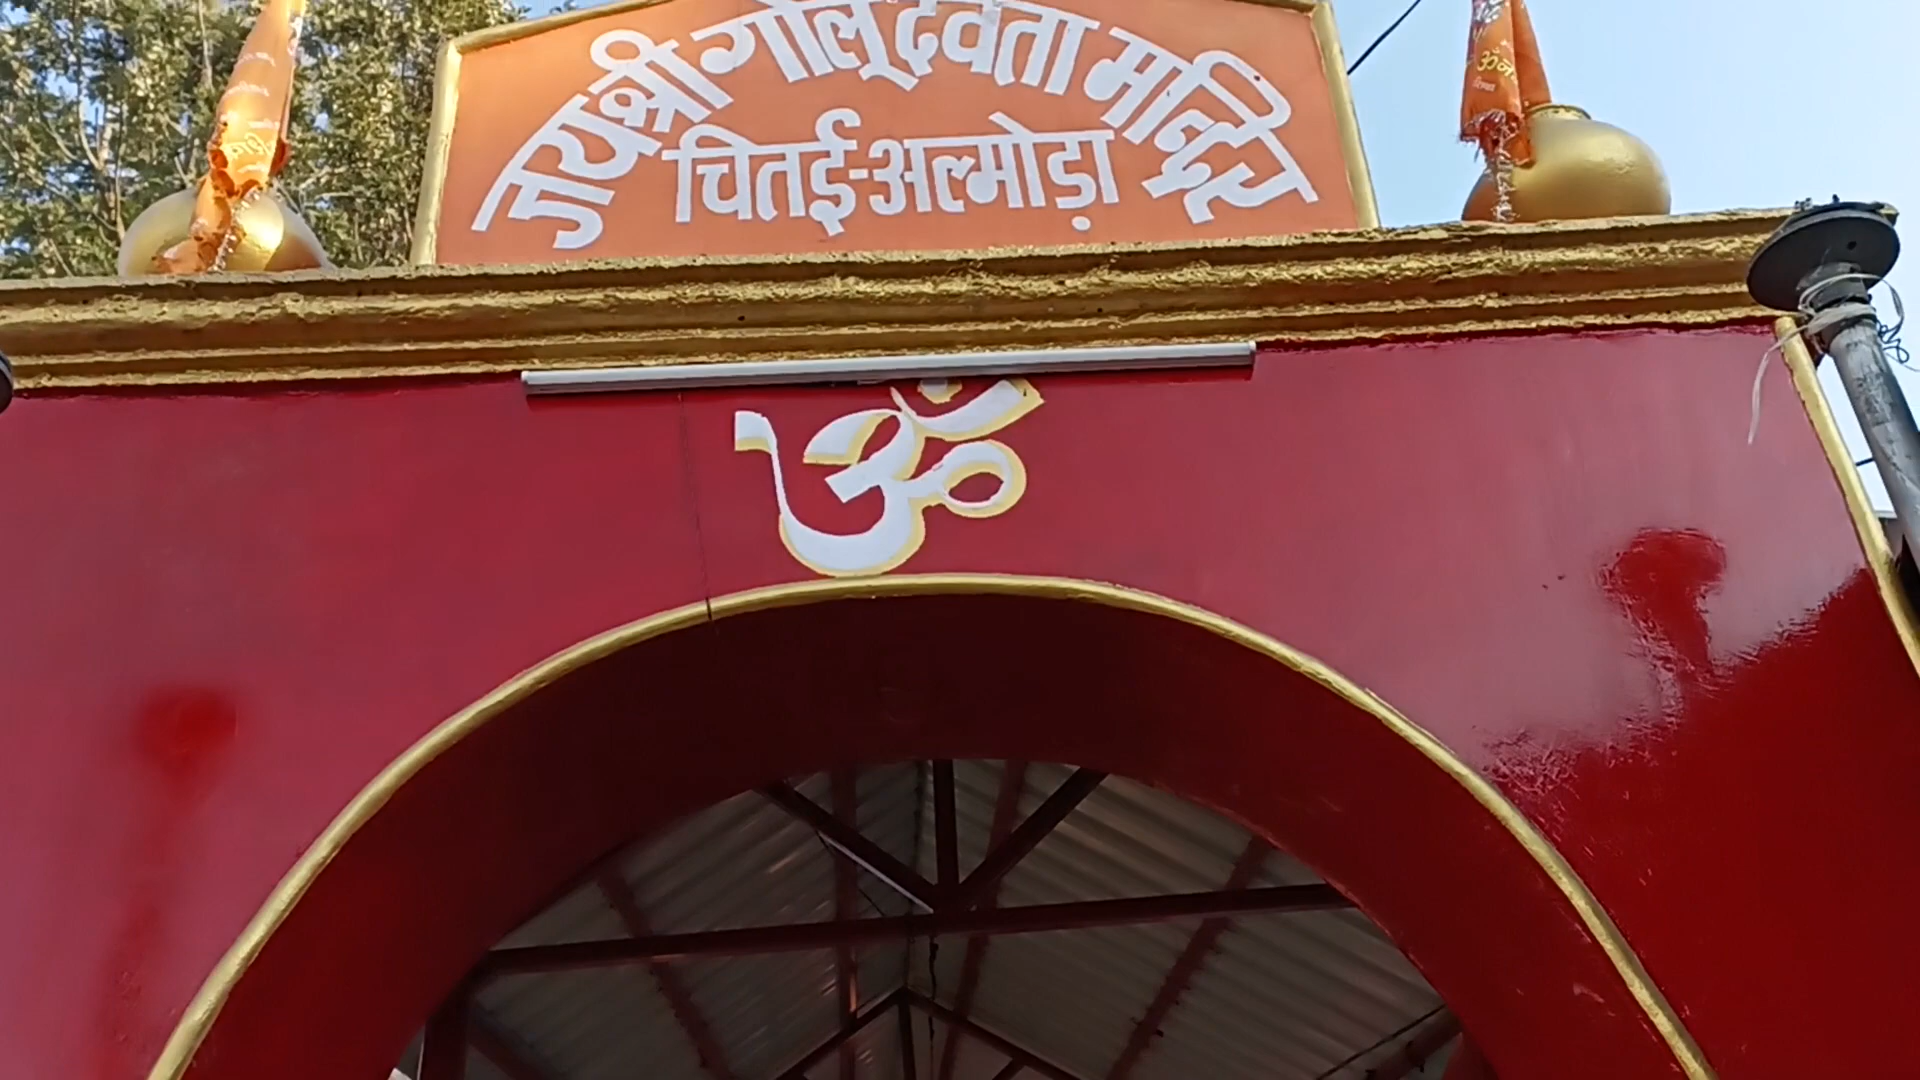 जय श्री गोलू देवता मन्दिर
चितई-अल्मोड़ा
ॐ